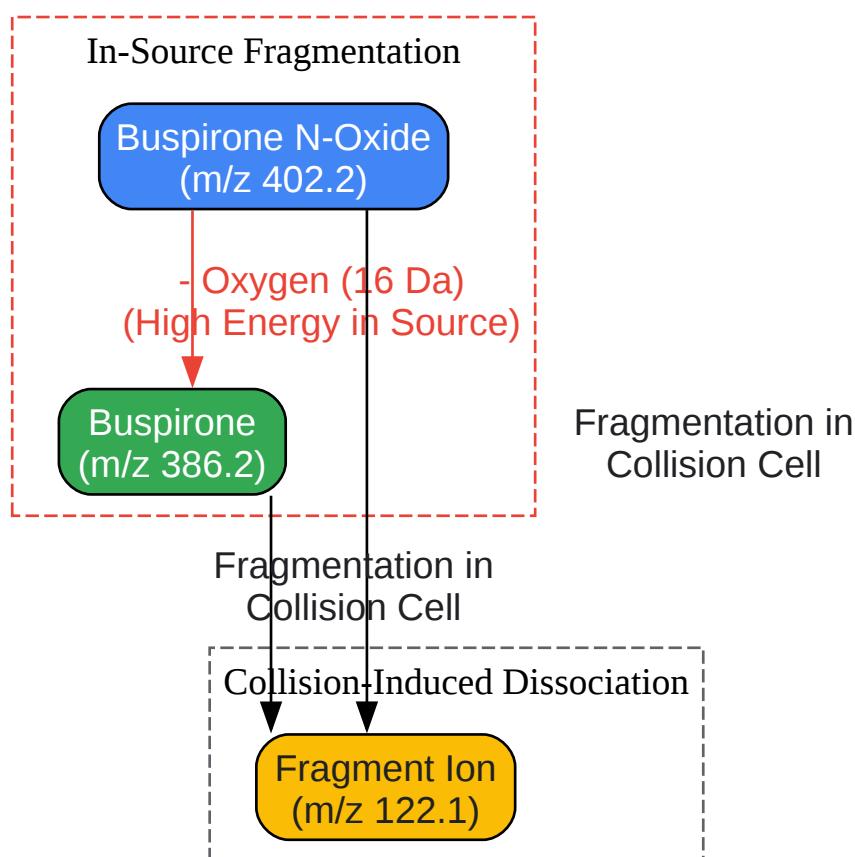 In-Source Fragmentation
Buspirone N-Oxide
(m/z 402.2)
- Oxygen (16 Da)
(High Energy in Source)
Buspirone
(m/z 386.2)
Fragmentation in
Collision Cell
Fragmentation in
Collision Cell
Collision-Induced Dissociation
Fragment Ion
(m/z 122.1)